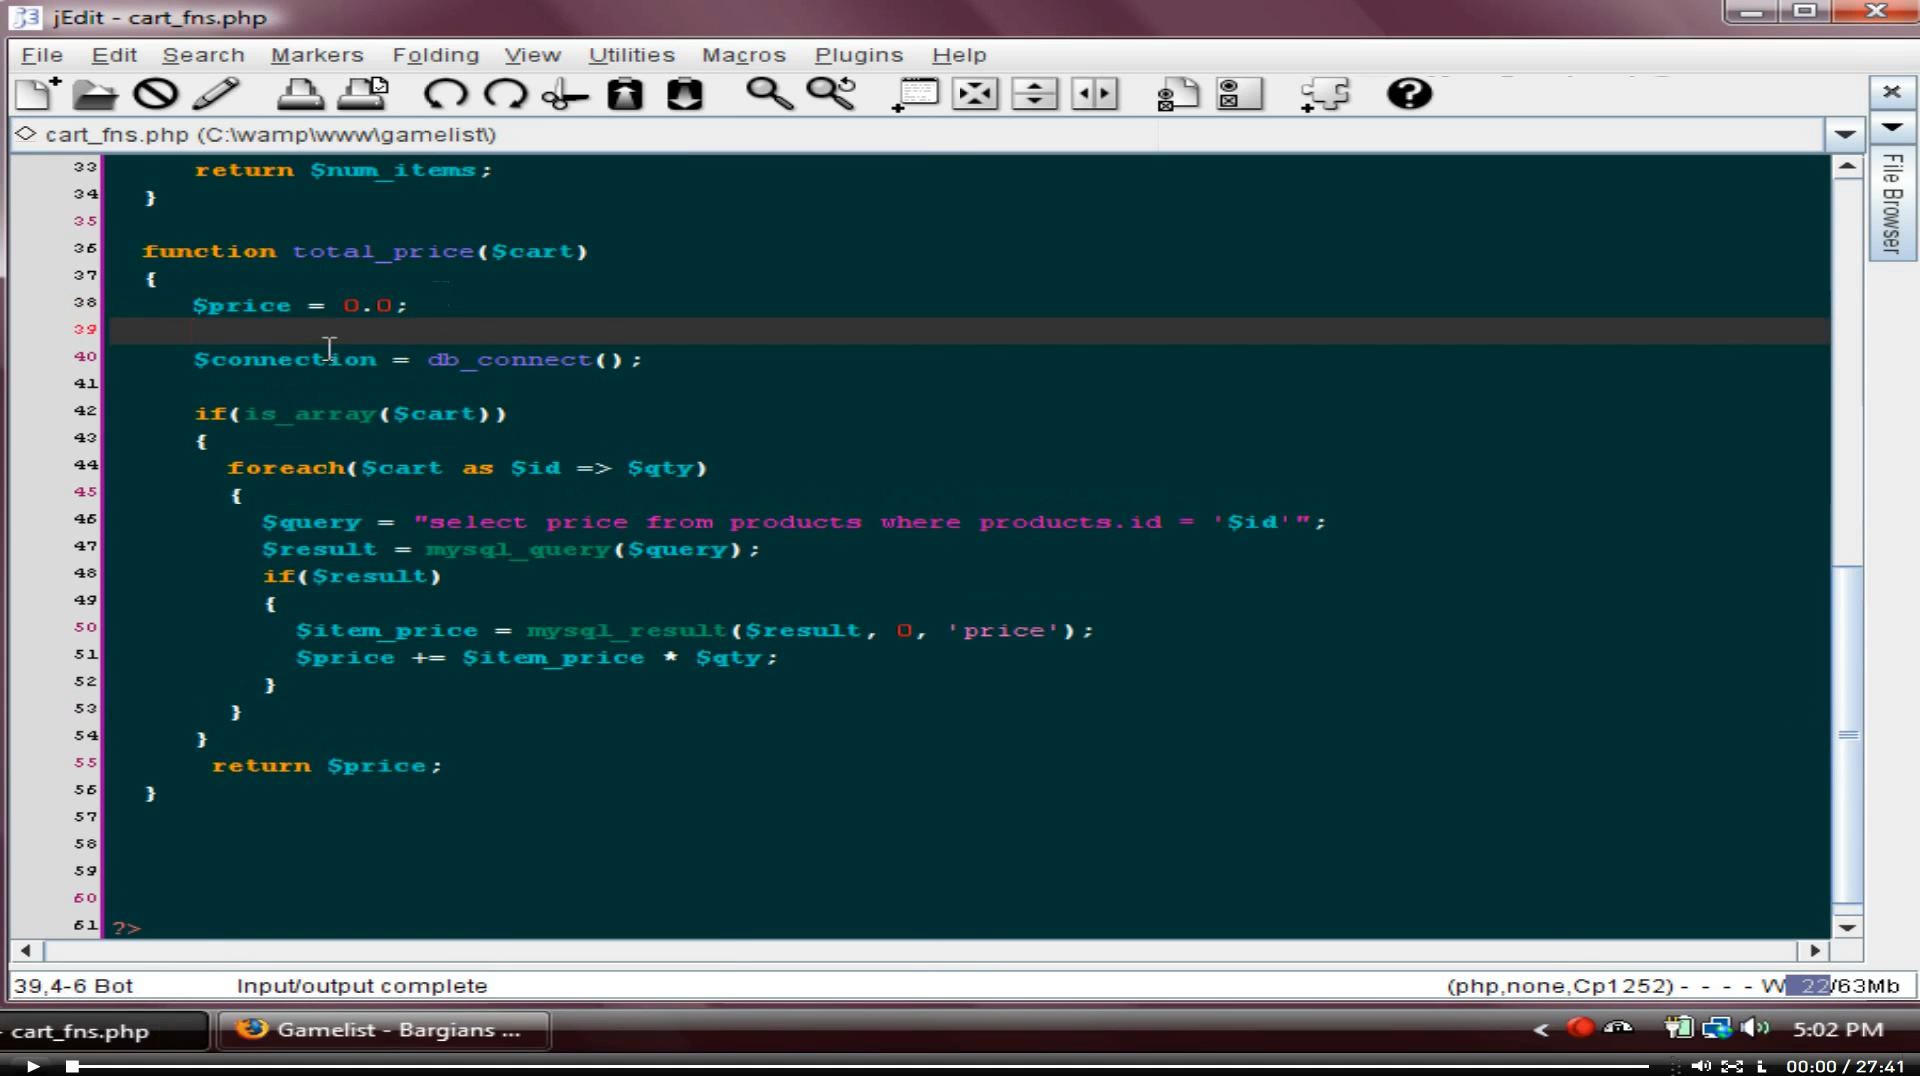 jEdit - cart_fns.php
File Edit Search Markers Folding View Utilities Macros Plugins Help
cart_fns.php (C:\wamp\www\gamelist\)
File Browser
33 return $num_items;
34 }
35
36 function total_price($cart)
37 {
38 $price = 0.0;
39
40 $connection = db_connect();
41
42 if(is_array($cart))
43 {
44 foreach($cart as $id => $qty)
45 {
46 $query = "select price from products where products.id = '$id'";
47 $result = mysql_query($query);
48 if($result)
49 {
50 $item_price = mysql_result($result, 0, 'price');
51 $price += $item_price * $qty;
52 }
53 }
54 }
55 return $price;
56 }
57
58
59
60
61 ?>
39,4-6 Bot Input/output complete (php,none,Cp1252) - - - - W 22/63Mb
cart_fns.php Gamelist - Bargians ... < 5:02 PM
00:00 / 27:41